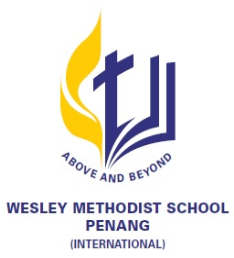 ABOVE AND BEYOND
WESLEY METHODIST SCHOOL
PENANG
(INTERNATIONAL)